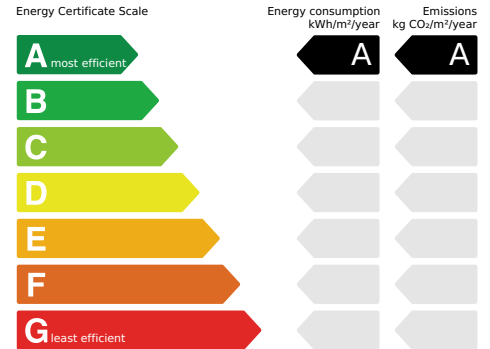 Energy Certificate Scale
Energy consumption
kWh/m²/year
Emissions
kg CO₂/m²/year
A most efficient
A
A
B
C
D
E
F
G least efficient